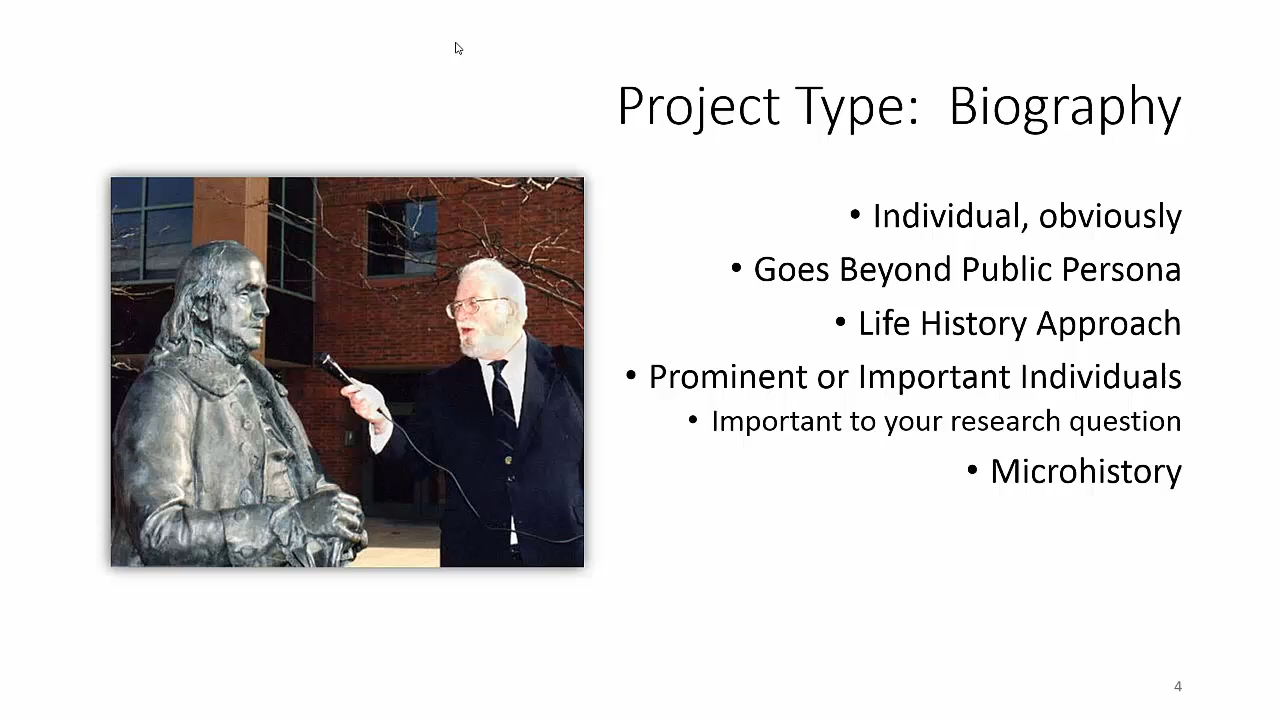 Project Type:  Biography
• Individual, obviously
• Goes Beyond Public Persona
• Life History Approach
• Prominent or Important Individuals
• Important to your research question
• Microhistory
4